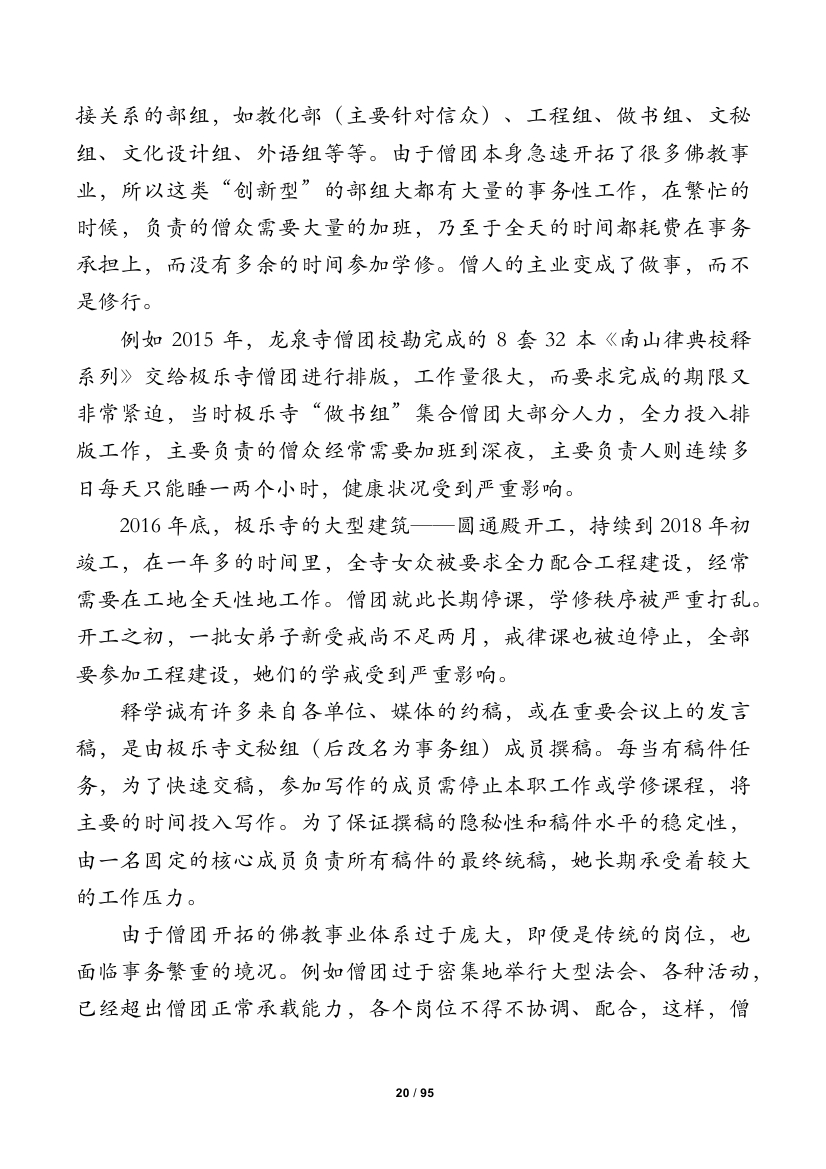 接关系的部组，如教化部（主要针对信众）、工程组、做书组、文秘
组、文化设计组、外语组等等。由于僧团本身急速开拓了很多佛教事
业，所以这类“创新型”的部组大都有大量的事务性工作，在繁忙的
时候，负责的僧众需要大量的加班，乃至于全天的时间都耗费在事务
承担上，而没有多余的时间参加学修。僧人的主业变成了做事，而不
是修行。
例如 2015 年，龙泉寺僧团校勘完成的 8 套 32 本《南山律典校释
系列》交给极乐寺僧团进行排版，工作量很大，而要求完成的期限又
非常紧迫，当时极乐寺“做书组”集合僧团大部分人力，全力投入排
版工作，主要负责的僧众经常需要加班到深夜，主要负责人则连续多
日每天只能睡一两个小时，健康状况受到严重影响。
2016 年底，极乐寺的大型建筑——圆通殿开工，持续到 2018 年初
竣工，在一年多的时间里，全寺女众被要求全力配合工程建设，经常
需要在工地全天性地工作。僧团就此长期停课，学修秩序被严重打乱。
开工之初，一批女弟子新受戒尚不足两月，戒律课也被迫停止，全部
要参加工程建设，她们的学戒受到严重影响。
释学诚有许多来自各单位、媒体的约稿，或在重要会议上的发言
稿，是由极乐寺文秘组（后改名为事务组）成员撰稿。每当有稿件任
务，为了快速交稿，参加写作的成员需停止本职工作或学修课程，将
主要的时间投入写作。为了保证撰稿的隐秘性和稿件水平的稳定性，
由一名固定的核心成员负责所有稿件的最终统稿，她长期承受着较大
的工作压力。
由于僧团开拓的佛教事业体系过于庞大，即便是传统的岗位，也
面临事务繁重的境况。例如僧团过于密集地举行大型法会、各种活动，
已经超出僧团正常承载能力，各个岗位不得不协调、配合，这样，僧
20 / 95